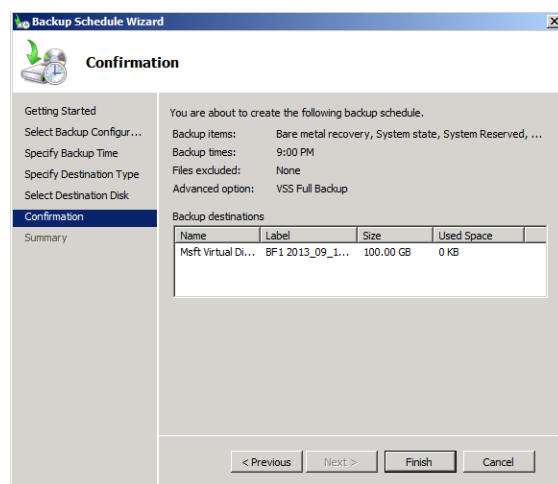 Backup Schedule Wizard
Confirmation
Getting Started
Select Backup Configur...
Specify Backup Time
Specify Destination Type
Select Destination Disk
Confirmation
Summary
You are about to create the following backup schedule.
Backup items: Bare metal recovery, System state, System Reserved, ...
Backup times: 9:00 PM
Files excluded: None
Advanced option: VSS Full Backup
Backup destinations
Name Label Size Used Space
Msft Virtual Di... BF1 2013_09_1... 100.00 GB 0 KB
< Previous Next > Finish Cancel